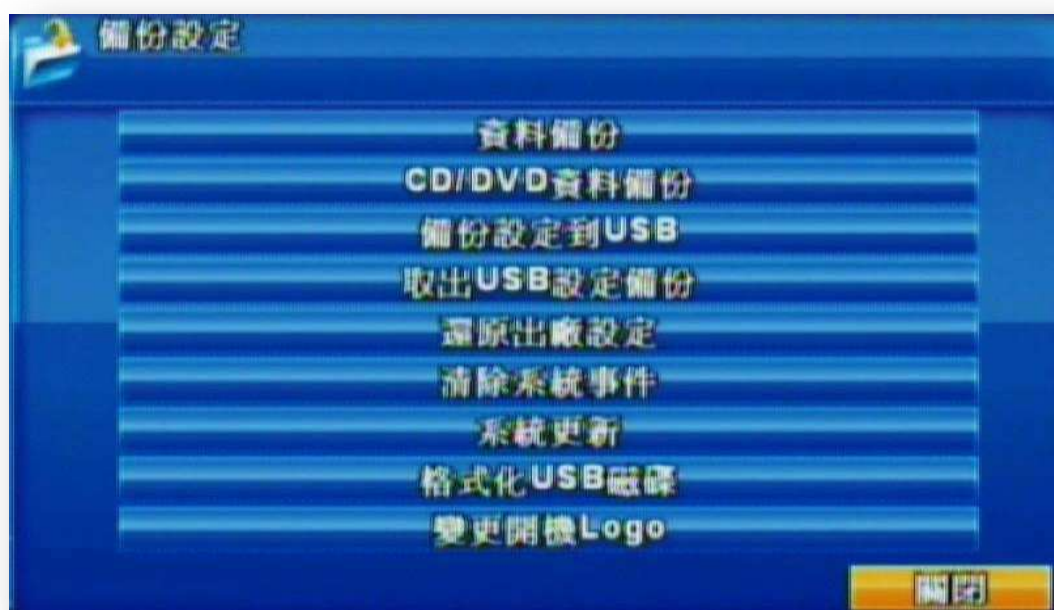 備份設定
資料備份
CD/DVD資料備份
備份設定到USB
取出USB設定備份
還原出廠設定
清除系統事件
系統更新
格式化USB磁碟
變更開機Logo
關閉